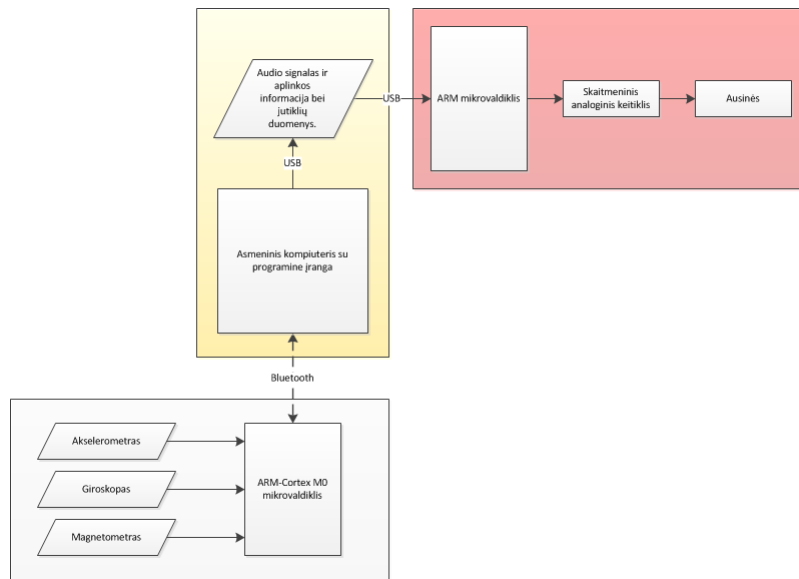 Audio signalas ir
aplinkos
informacija bei
jutiklių
duomenys.
USB
ARM mikrovaldiklis
Skaitmeninis
analoginis keitiklis
Ausinės
USB
Asmeninis kompiuteris su
programine įranga
Bluetooth
Akselerometras
Giroskopas
Magnetometras
ARM-Cortex M0
mikrovaldiklis